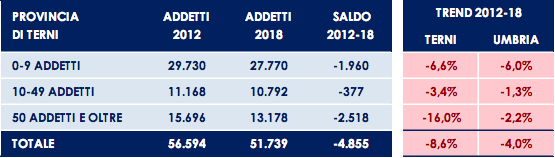 PROVINCIA DI TERNI | ADDETTI 2012 | ADDETTI 2018 | SALDO 2012-18 | TREND 2012-18
TERNI | UMBRIA
0-9 ADDETTI | 29.730 | 27.770 | -1.960 | -6,6% | -6,0%
10-49 ADDETTI | 11.168 | 10.792 | -377 | -3,4% | -1,3%
50 ADDETTI E OLTRE | 15.696 | 13.178 | -2.518 | -16,0% | -2,2%
TOTALE | 56.594 | 51.739 | -4.855 | -8,6% | -4,0%